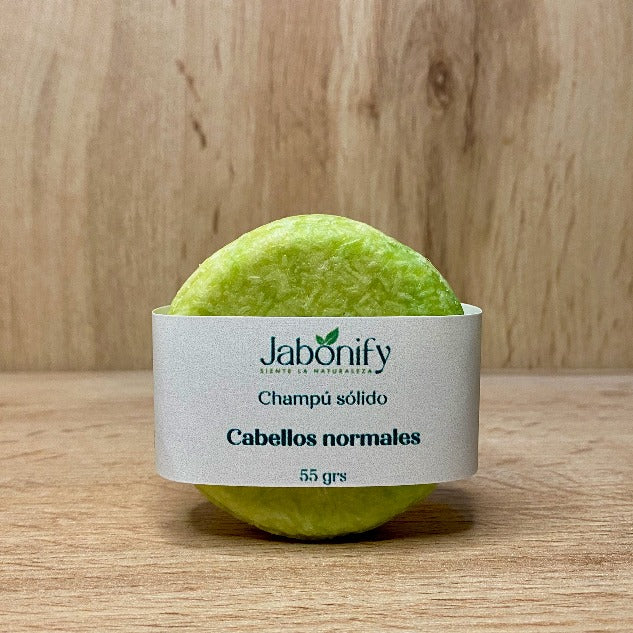 Jabonify
SIENTE LA NATURALEZA
Champú sólido
Cabellos normales
55 grs